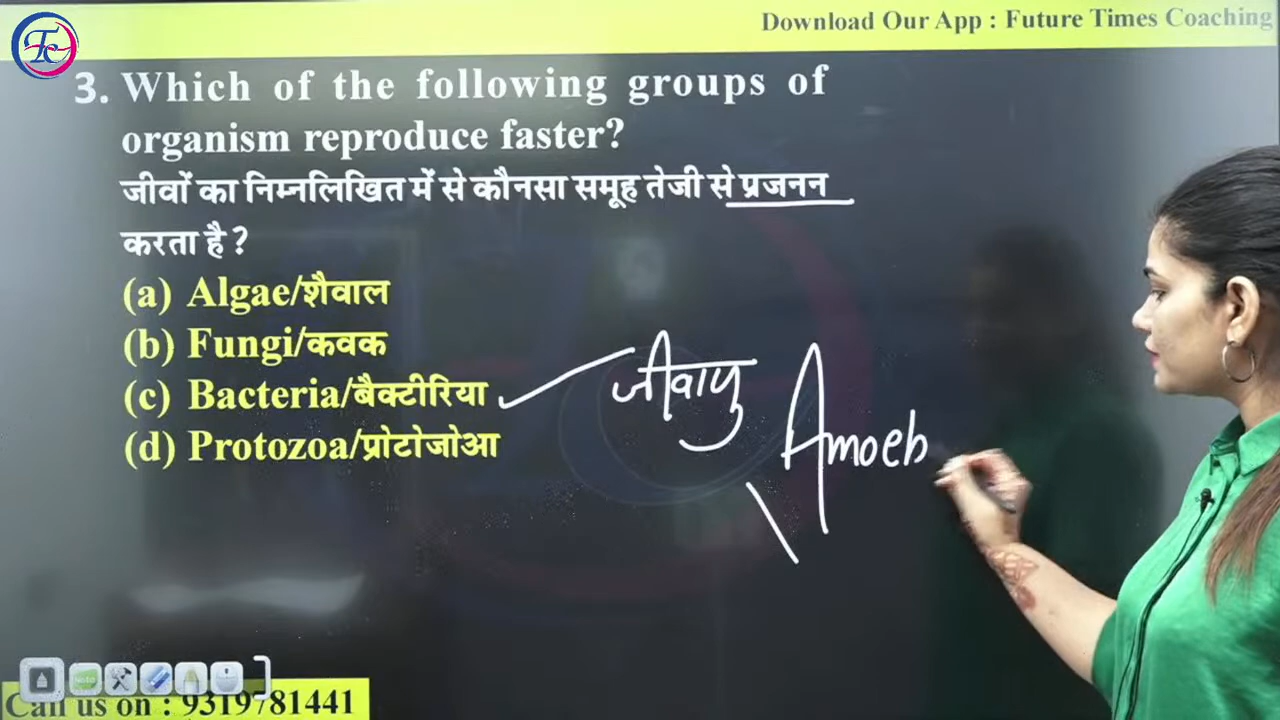 Download Our App : Future Times Coaching
Tc
3. Which of the following groups of
organism reproduce faster?
जीवों का निम्नलिखित में से कौनसा समूह तेजी से प्रजनन
करता है ?
(a) Algae/शैवाल
(b) Fungi/कवक
(c) Bacteria/बैक्टीरिया
(d) Protozoa/प्रोटोजोआ
जीवाणु
Amoeb
Call us on : 9319781441